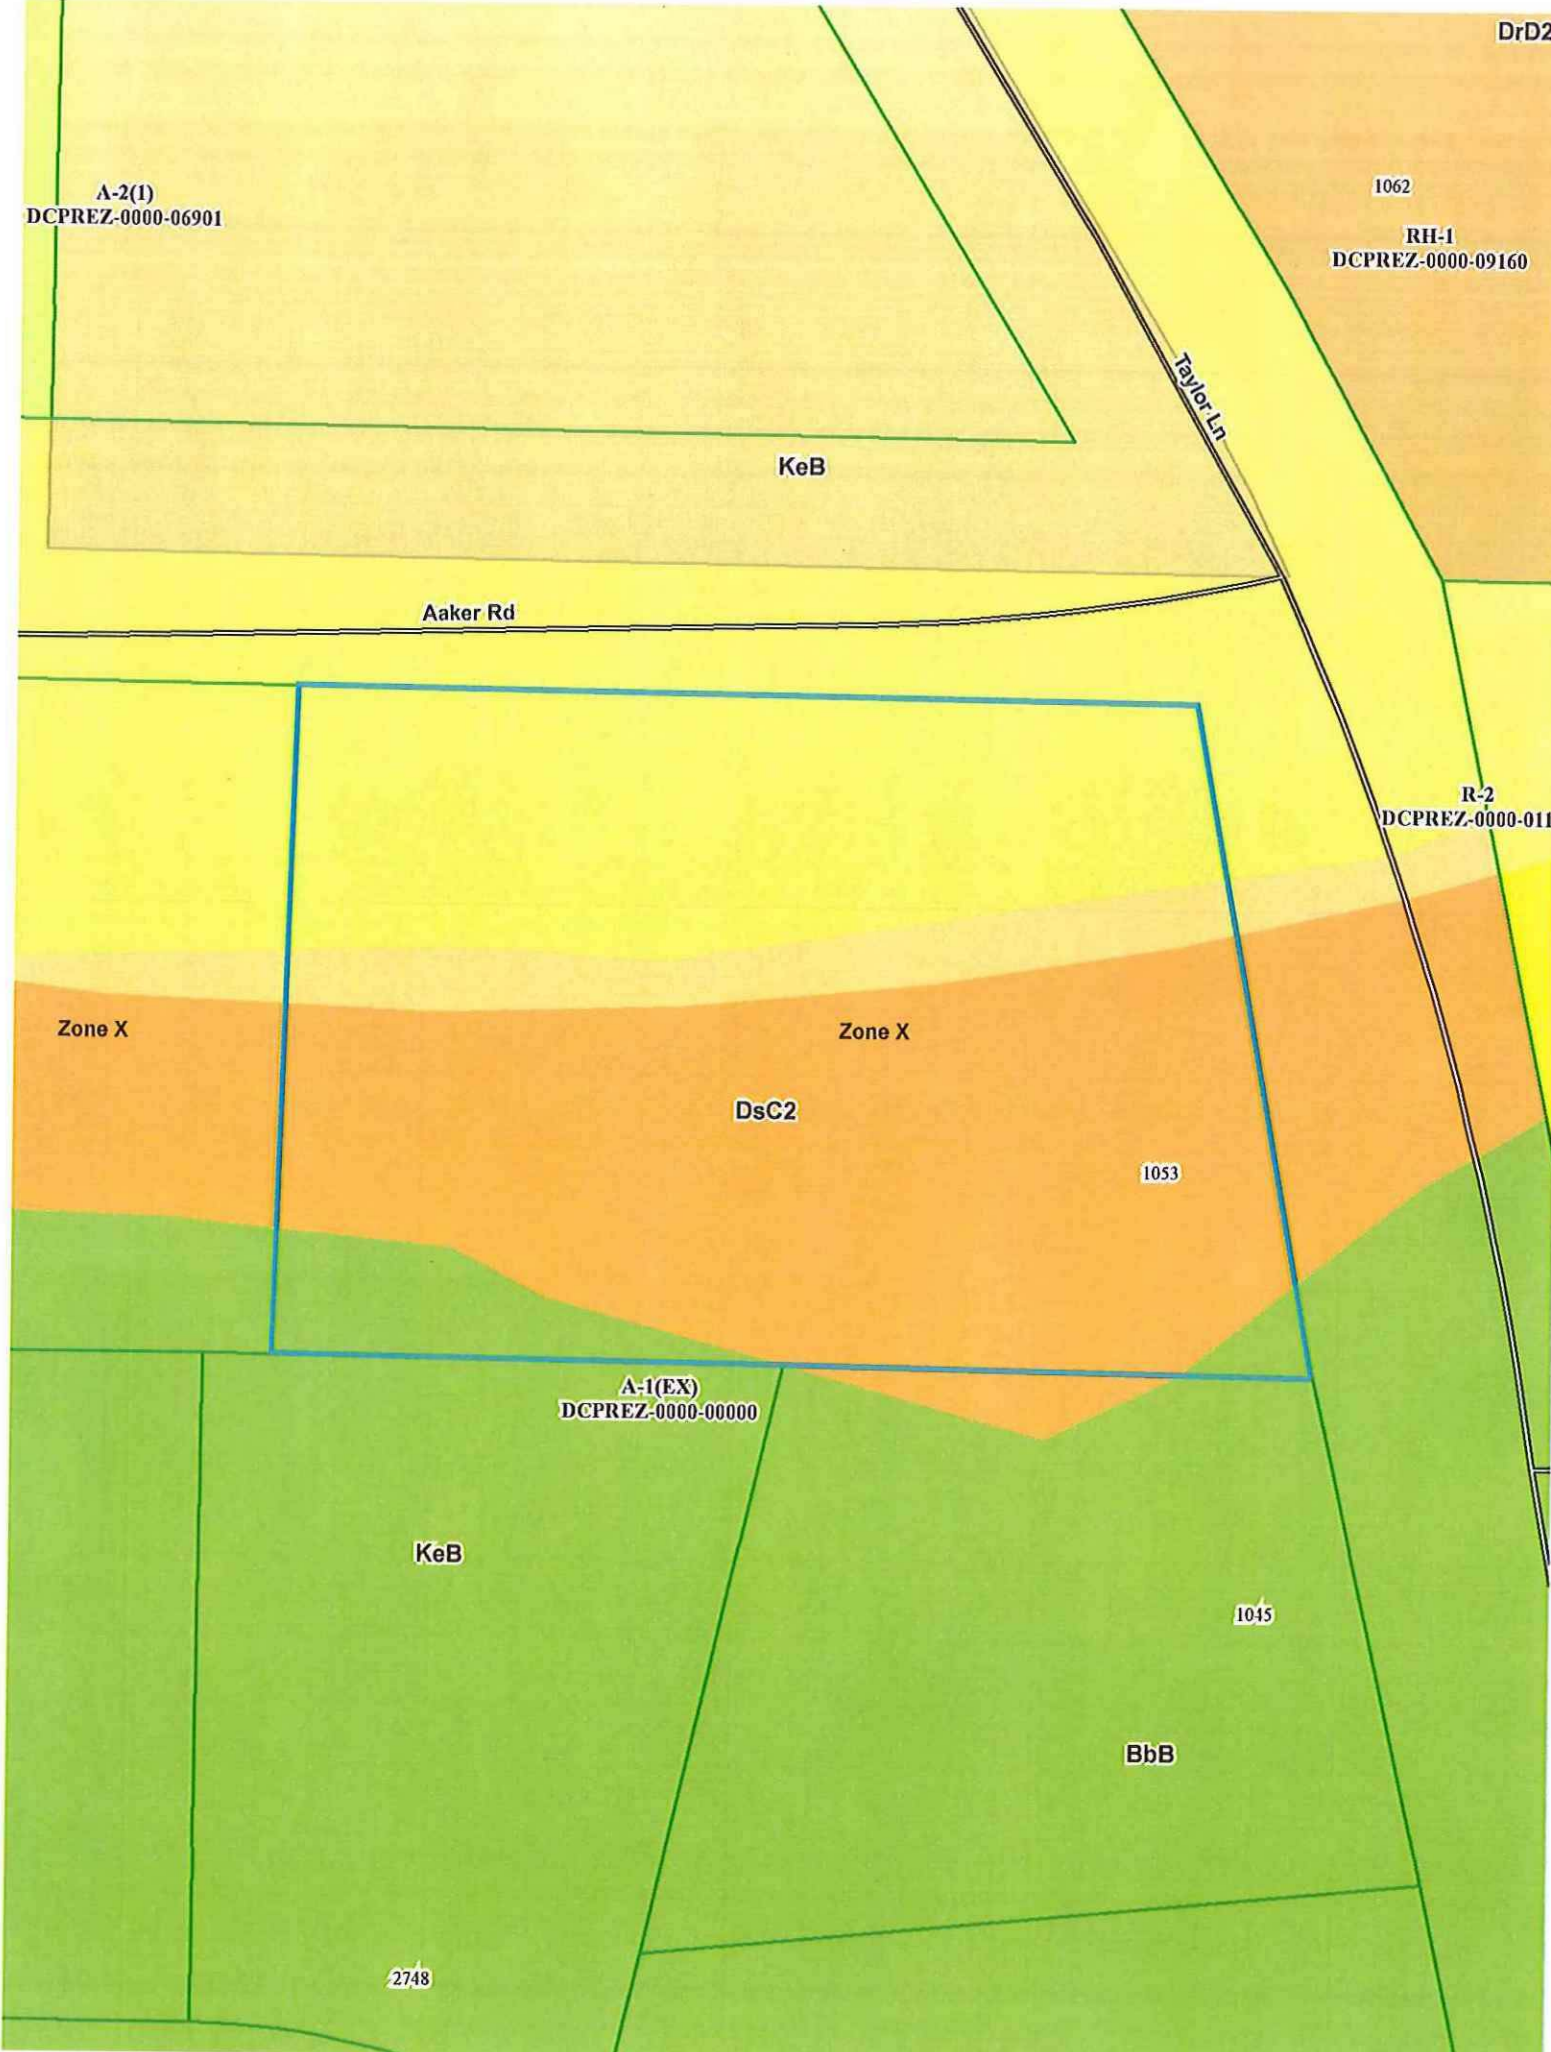 DrD2
A-2(1)
DCPREZ-0000-06901
1062
RH-1
DCPREZ-0000-09160
Taylor Ln
KeB
Aaker Rd
R-2
DCPREZ-0000-011
Zone X
Zone X
DsC2
1053
A-1(EX)
DCPREZ-0000-00000
KeB
1045
BbB
2748